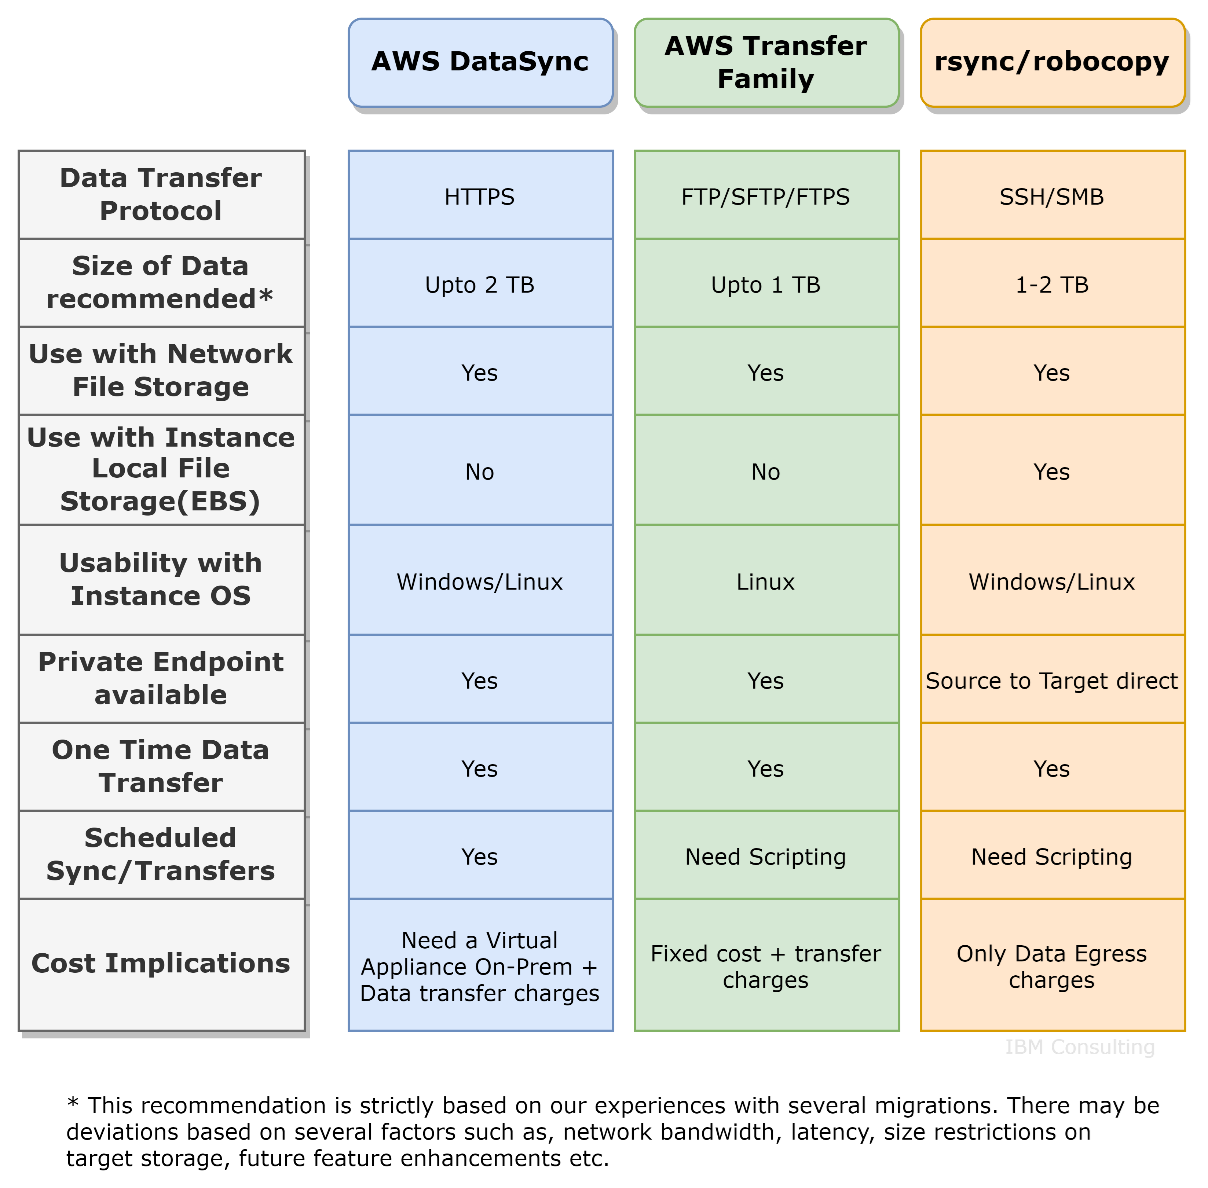 AWS DataSync
AWS Transfer
Family
rsync/robocopy
Data Transfer
Protocol
HTTPS
FTP/SFTP/FTPS
SSH/SMB
Size of Data
recommended*
Upto 2 TB
Upto 1 TB
1-2 TB
Use with Network
File Storage
Yes
Yes
Yes
Use with Instance
Local File
Storage(EBS)
No
No
Yes
Usability with
Instance OS
Windows/Linux
Linux
Windows/Linux
Private Endpoint
available
Yes
Yes
Source to Target direct
One Time Data
Transfer
Yes
Yes
Yes
Scheduled
Sync/Transfers
Yes
Need Scripting
Need Scripting
Cost Implications
Need a Virtual
Appliance On-Prem +
Data transfer charges
Fixed cost + transfer
charges
Only Data Egress
charges
IBM Consulting
* This recommendation is strictly based on our experiences with several migrations. There may be
deviations based on several factors such as, network bandwidth, latency, size restrictions on
target storage, future feature enhancements etc.